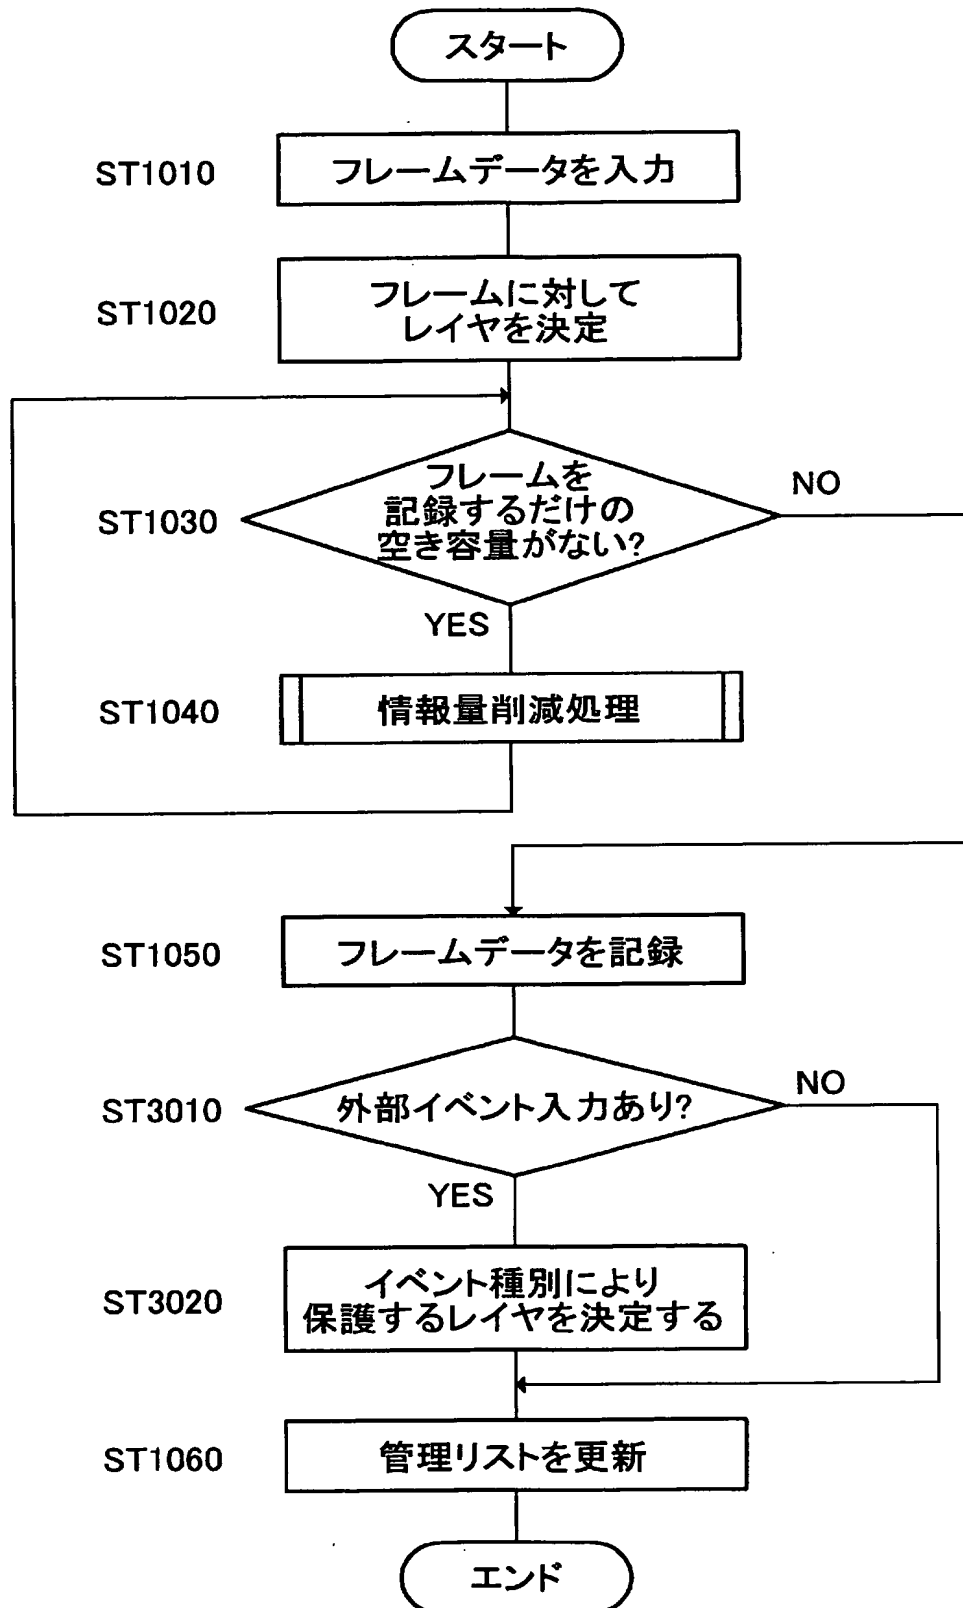 スタート
ST1010
フレームデータを入力
ST1020
フレームに対して
レイヤを決定
ST1030
フレームを
記録するだけの
空き容量がない?
NO
YES
ST1040
情報量削減処理
ST1050
フレームデータを記録
ST3010
外部イベント入力あり?
NO
YES
ST3020
イベント種別により
保護するレイヤを決定する
ST1060
管理リストを更新
エンド